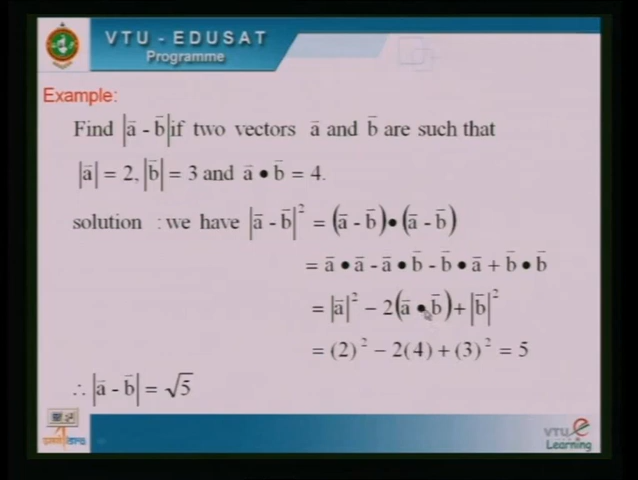 VTU - EDUSAT
Programme
Example:
Find |a̅ - b̅| if two vectors a̅ and b̅ are such that
|a̅| = 2, |b̅| = 3 and a̅ • b̅ = 4.
solution : we have |a̅ - b̅|² = (a̅ - b̅)•(a̅ - b̅)
= a̅ • a̅ - a̅ • b̅ - b̅ • a̅ + b̅ • b̅
= |a̅|² − 2(a̅ • b̅) + |b̅|²
= (2)² − 2(4) + (3)² = 5
∴ |a̅ - b̅| = √5
VTU e
Learning